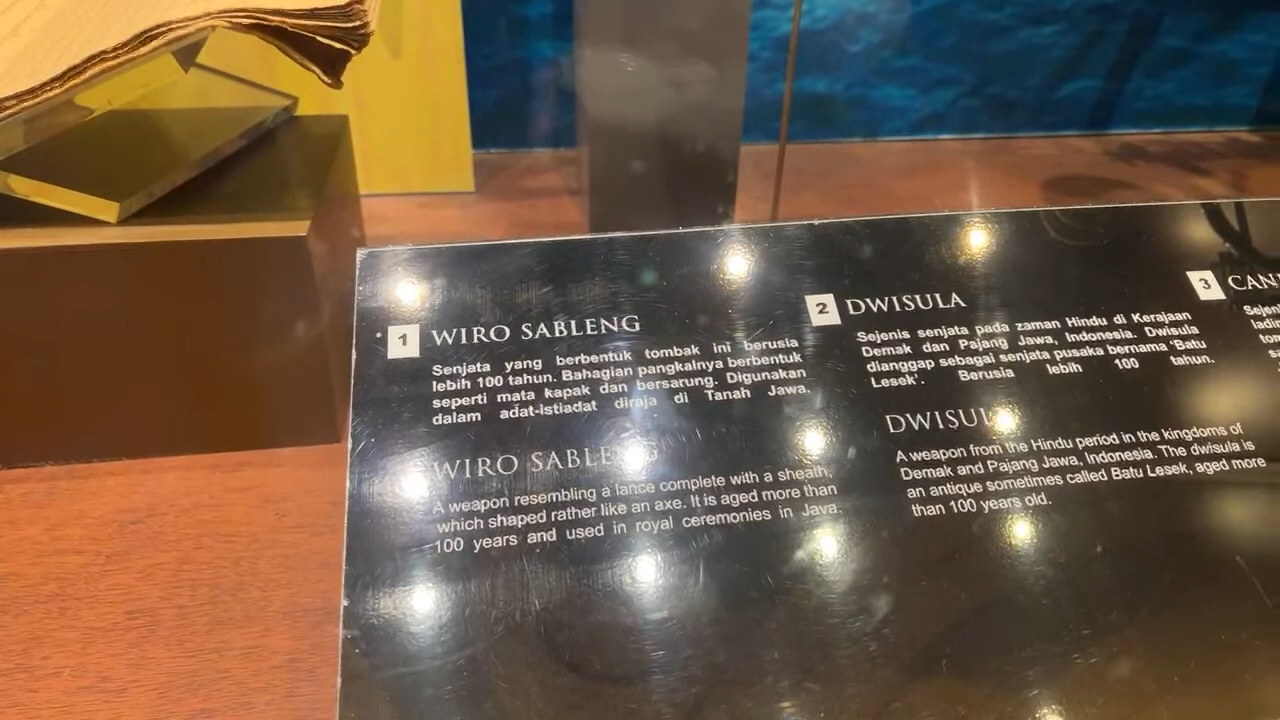 1 WIRO SABLENG
Senjata yang berbentuk tombak ini berusia
lebih 100 tahun. Bahagian pangkalnya berbentuk
seperti mata kapak dan bersarung. Digunakan
dalam adat-istiadat diraja di Tanah Jawa.
WIRO SABLENG
A weapon resembling a lance complete with a sheath,
which shaped rather like an axe. It is aged more than
100 years and used in royal ceremonies in Java.
2 DWISULA
Sejenis senjata pada zaman Hindu di Kerajaan
Demak dan Pajang Jawa, Indonesia. Dwisula
dianggap sebagai senjata pusaka bernama 'Batu
Lesek'. Berusia lebih 100 tahun.
DWISULA
A weapon from the Hindu period in the kingdoms of
Demak and Pajang Jawa, Indonesia. The dwisula is
an antique sometimes called Batu Lesek, aged more
than 100 years old.
3